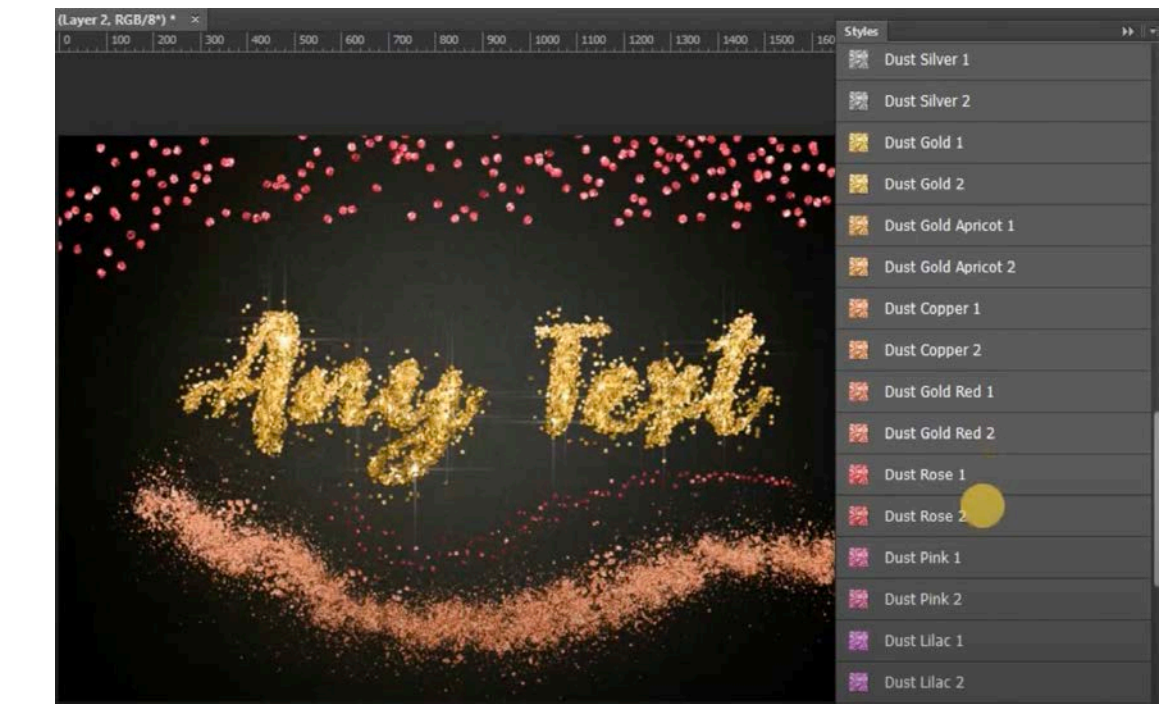 (Layer 2, RGB/8*) * ×
0 100 200 300 400 500 600 700 800 900 1000 1100 1200 1300 1400 1500 160
Styles
Dust Silver 1
Dust Silver 2
Dust Gold 1
Dust Gold 2
Dust Gold Apricot 1
Dust Gold Apricot 2
Dust Copper 1
Dust Copper 2
Dust Gold Red 1
Dust Gold Red 2
Dust Rose 1
Dust Rose 2
Dust Pink 1
Dust Pink 2
Dust Lilac 1
Dust Lilac 2
Any Text